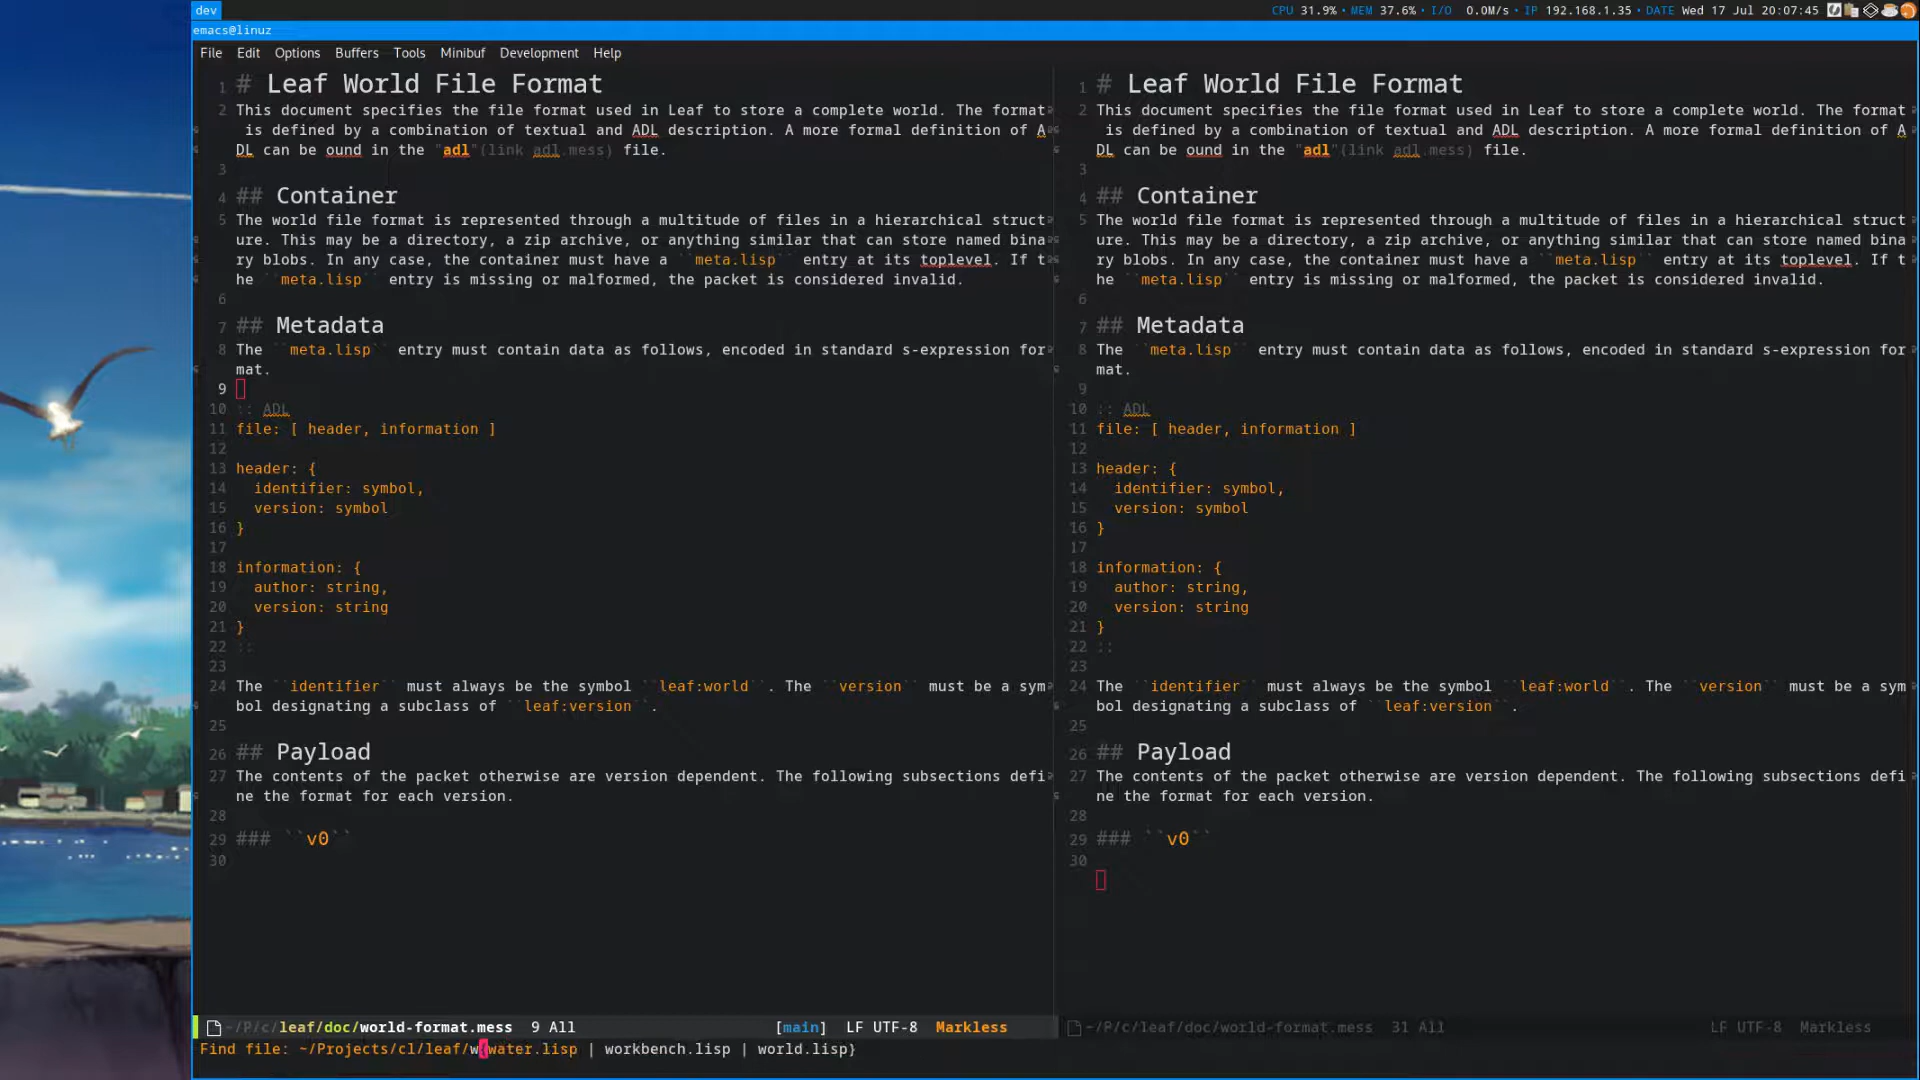 dev
CPU 31.9% · MEM 37.6% · I/O 0.0M/s · IP 192.168.1.35 · DATE Wed 17 Jul 20:07:45
emacs@linuz
File Edit Options Buffers Tools Minibuf Development Help
1 # Leaf World File Format
2 This document specifies the file format used in Leaf to store a complete world. The format
is defined by a combination of textual and ADL description. A more formal definition of A
DL can be ound in the "adl"(link adl.mess) file.
3
4 ## Container
5 The world file format is represented through a multitude of files in a hierarchical struct
ure. This may be a directory, a zip archive, or anything similar that can store named bina
ry blobs. In any case, the container must have a ``meta.lisp`` entry at its toplevel. If t
he ``meta.lisp`` entry is missing or malformed, the packet is considered invalid.
6
7 ## Metadata
8 The ``meta.lisp`` entry must contain data as follows, encoded in standard s-expression for
mat.
9
10 :: ADL
11 file: [ header, information ]
12
13 header: {
14   identifier: symbol,
15   version: symbol
16 }
17
18 information: {
19   author: string,
20   version: string
21 }
22 ::
23
24 The ``identifier`` must always be the symbol ``leaf:world``. The ``version`` must be a sym
bol designating a subclass of ``leaf:version``.
25
26 ## Payload
27 The contents of the packet otherwise are version dependent. The following subsections defi
ne the format for each version.
28
29 ### ``v0``
30
~/P/c/leaf/doc/world-format.mess 9 All [main] LF UTF-8 Markless
1 # Leaf World File Format
2 This document specifies the file format used in Leaf to store a complete world. The format
is defined by a combination of textual and ADL description. A more formal definition of A
DL can be ound in the "adl"(link adl.mess) file.
3
4 ## Container
5 The world file format is represented through a multitude of files in a hierarchical struct
ure. This may be a directory, a zip archive, or anything similar that can store named bina
ry blobs. In any case, the container must have a ``meta.lisp`` entry at its toplevel. If t
he ``meta.lisp`` entry is missing or malformed, the packet is considered invalid.
6
7 ## Metadata
8 The ``meta.lisp`` entry must contain data as follows, encoded in standard s-expression for
mat.
9
10 :: ADL
11 file: [ header, information ]
12
13 header: {
14   identifier: symbol,
15   version: symbol
16 }
17
18 information: {
19   author: string,
20   version: string
21 }
22 ::
23
24 The ``identifier`` must always be the symbol ``leaf:world``. The ``version`` must be a sym
bol designating a subclass of ``leaf:version``.
25
26 ## Payload
27 The contents of the packet otherwise are version dependent. The following subsections defi
ne the format for each version.
28
29 ### ``v0``
30
~/P/c/leaf/doc/world-format.mess 31 All LF UTF-8 Markless
Find file: ~/Projects/cl/leaf/w{water.lisp | workbench.lisp | world.lisp}